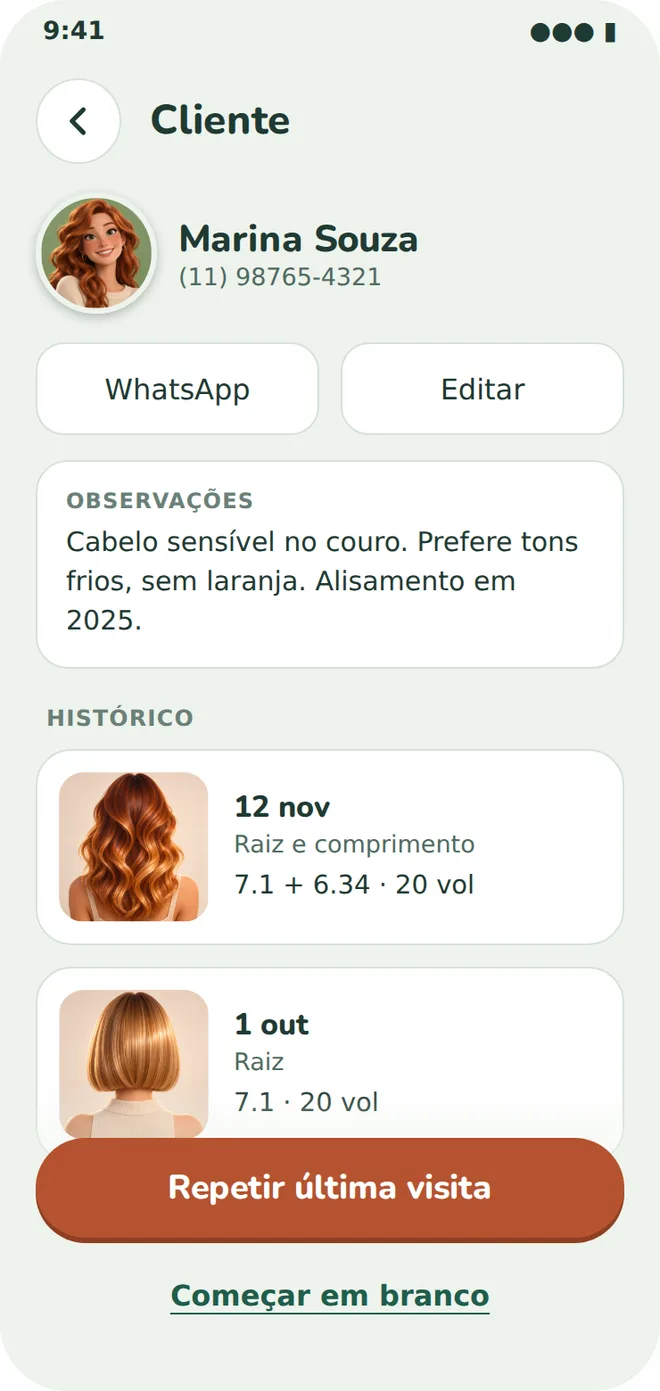 9:41
Cliente
Marina Souza
(11) 98765-4321
WhatsApp
Editar
OBSERVAÇÕES
Cabelo sensível no couro. Prefere tons
frios, sem laranja. Alisamento em
2025.
HISTÓRICO
12 nov
Raiz e comprimento
7.1 + 6.34 · 20 vol
1 out
Raiz
7.1 · 20 vol
Repetir última visita
Começar em branco